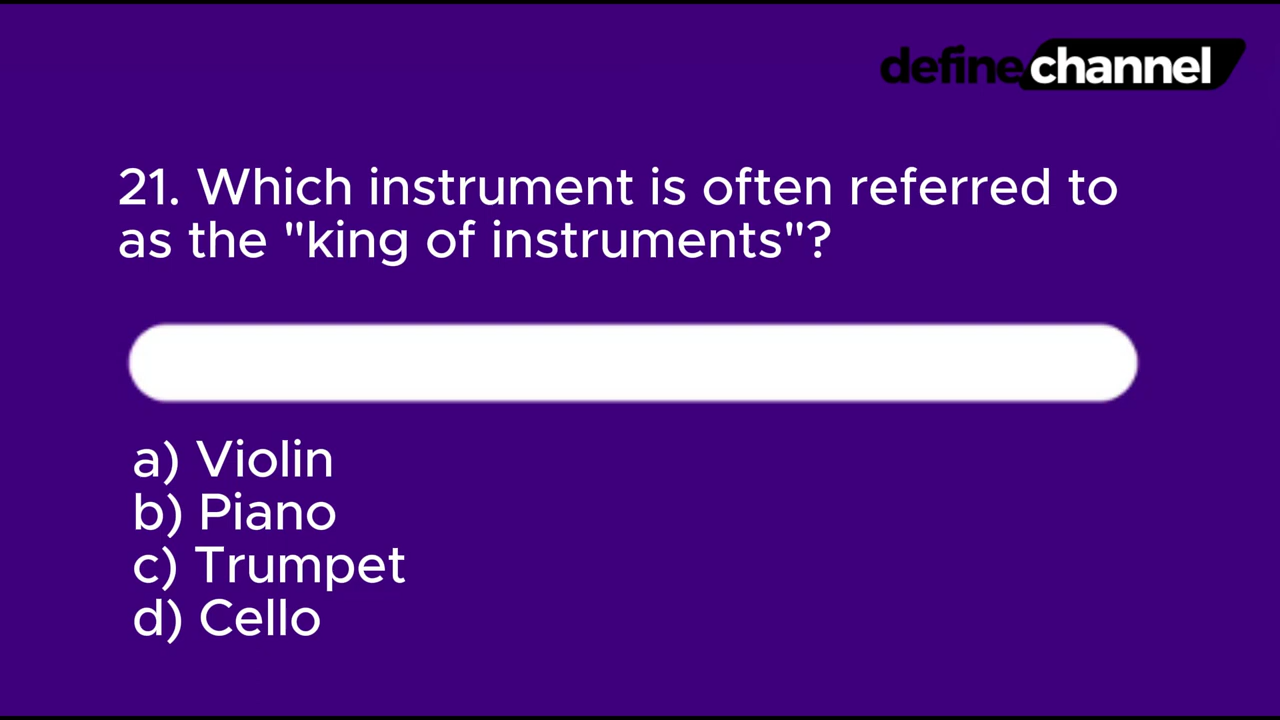 definechannel
21. Which instrument is often referred to
as the "king of instruments"?
a) Violin
b) Piano
c) Trumpet
d) Cello